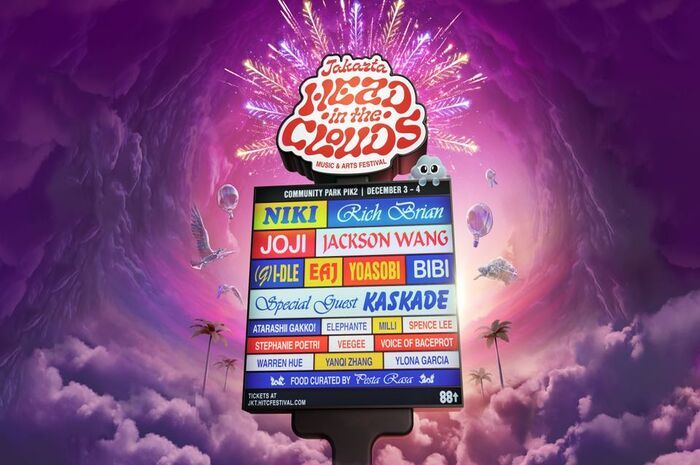 Jakarta
HEAD
in the
CLOUDS
MUSIC & ARTS FESTIVAL
COMMUNITY PARK PIK2 | DECEMBER 3 - 4
NIKI Rich Brian
JOJI JACKSON WANG
(G)I-DLE EAJ YOASOBI BIBI
Special Guest KASKADE
ATARASHII GAKKO! ELEPHANTE MILLI SPENCE LEE
STEPHANIE POETRI VEEGEE VOICE OF BACEPROT
WARREN HUE YANQI ZHANG YLONA GARCIA
FOOD CURATED BY Pesta Rasa
TICKETS AT
JKT.HITCFESTIVAL.COM
88↑